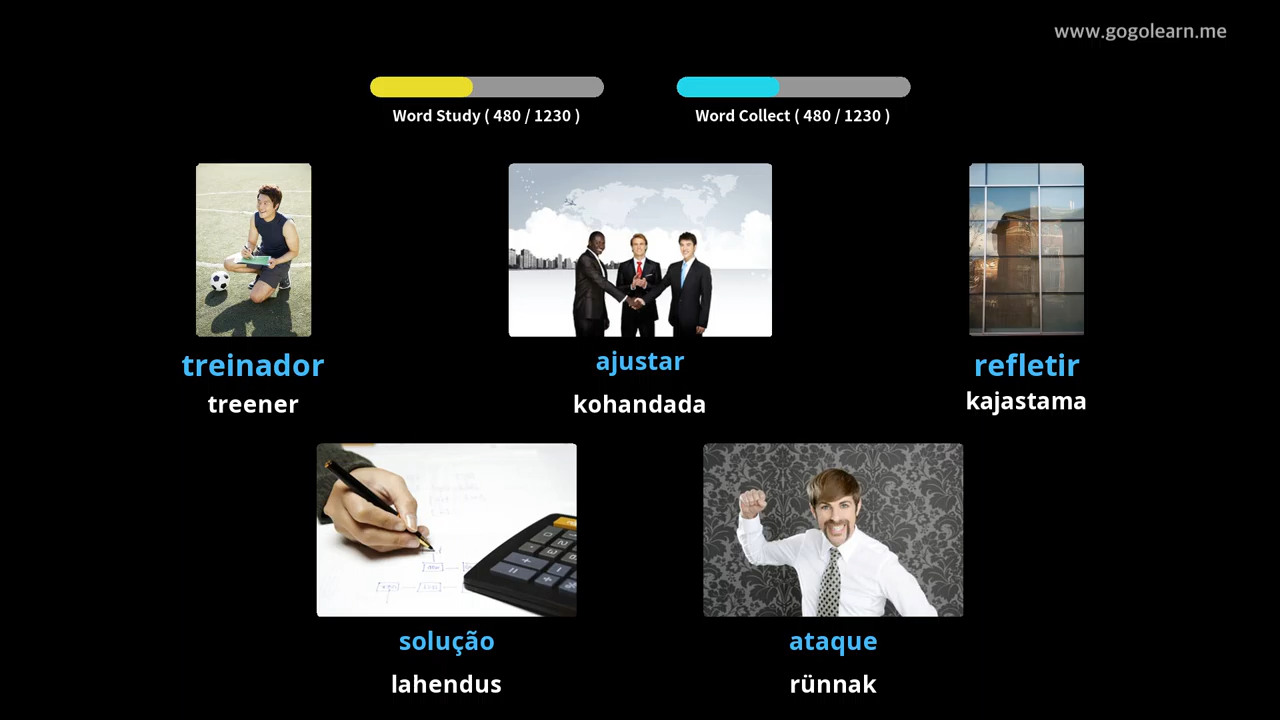 www.gogolearn.me
Word Study ( 480 / 1230 )
Word Collect ( 480 / 1230 )
treinador
treener
ajustar
kohandada
refletir
kajastama
solução
lahendus
ataque
rünnak